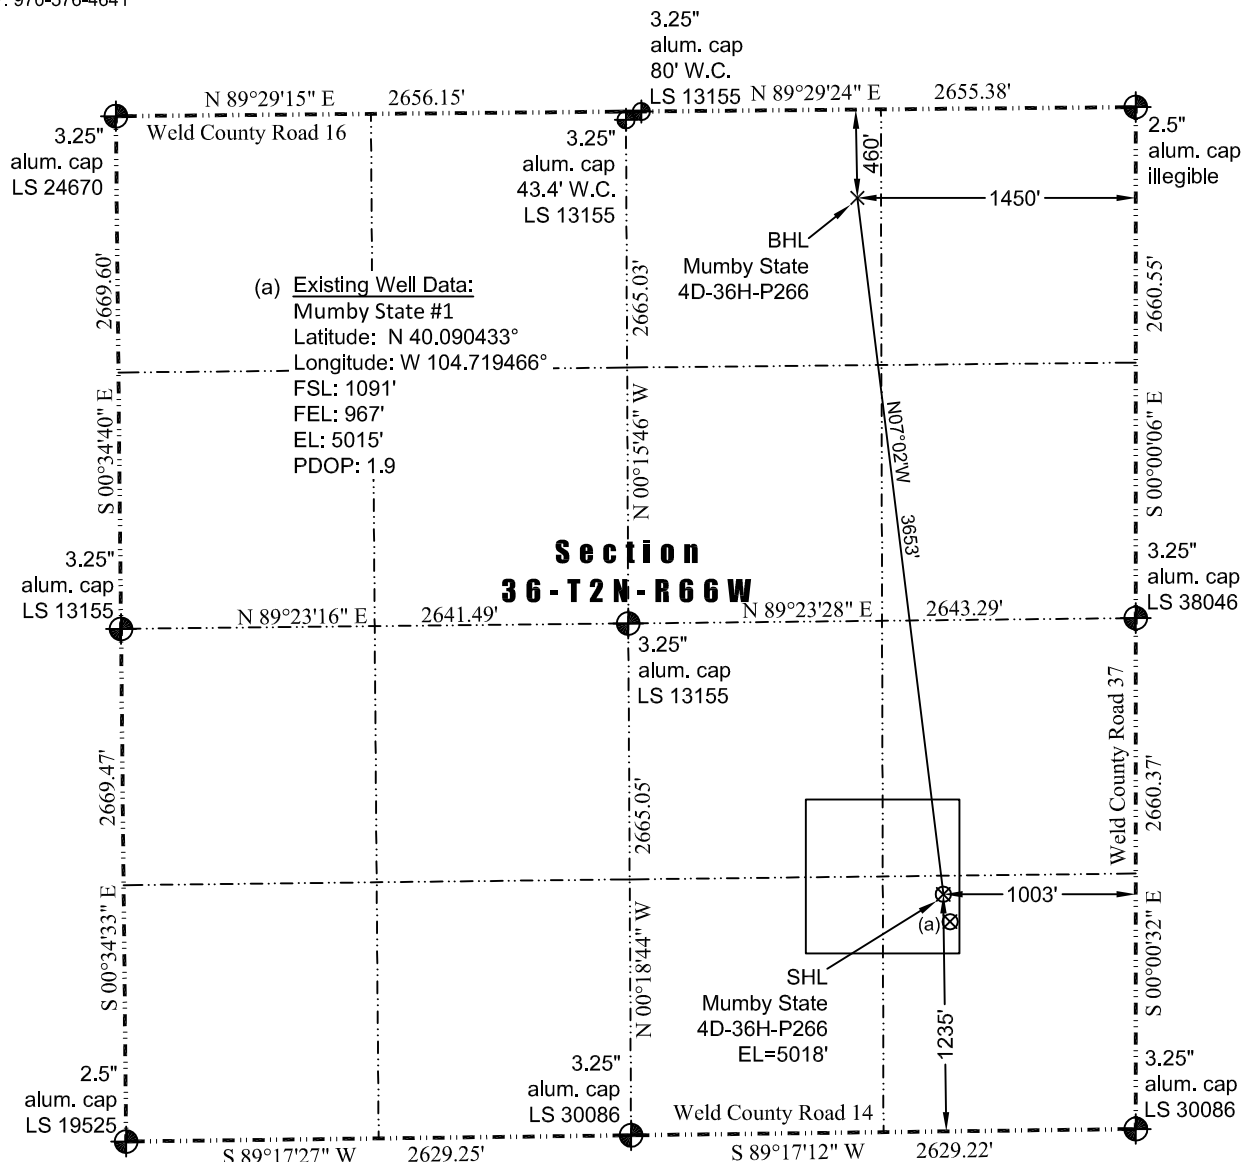 3.25"
alum. cap
80' W.C.
LS 13155
N 89°29'15" E
2656.15'
N 89°29'24" E
2655.38'
Weld County Road 16
3.25"
alum. cap
LS 24670
3.25"
alum. cap
43.4' W.C.
LS 13155
2.5"
alum. cap
illegible
460'
1450'
BHL
Mumby State
4D-36H-P266
2669.60'
2665.03'
2660.55'
(a) Existing Well Data:
Mumby State #1
Latitude: N 40.090433°
Longitude: W 104.719466°
FSL: 1091'
FEL: 967'
EL: 5015'
PDOP: 1.9
S 00°34'40" E
N 00°15'46" W
N07°02'W
3653'
S 00°00'06" E
Section
36-T2N-R66W
3.25"
alum. cap
LS 13155
3.25"
alum. cap
LS 38046
N 89°23'16" E
2641.49'
N 89°23'28" E
2643.29'
3.25"
alum. cap
LS 13155
Weld County Road 37
2669.47'
2665.05'
2660.37'
1003'
(a)
S 00°34'33" E
N 00°18'44" W
S 00°00'32" E
SHL
Mumby State
4D-36H-P266
EL=5018'
1235'
2.5"
alum. cap
LS 19525
3.25"
alum. cap
LS 30086
3.25"
alum. cap
LS 30086
Weld County Road 14
S 89°17'27" W
2629.25'
S 89°17'12" W
2629.22'